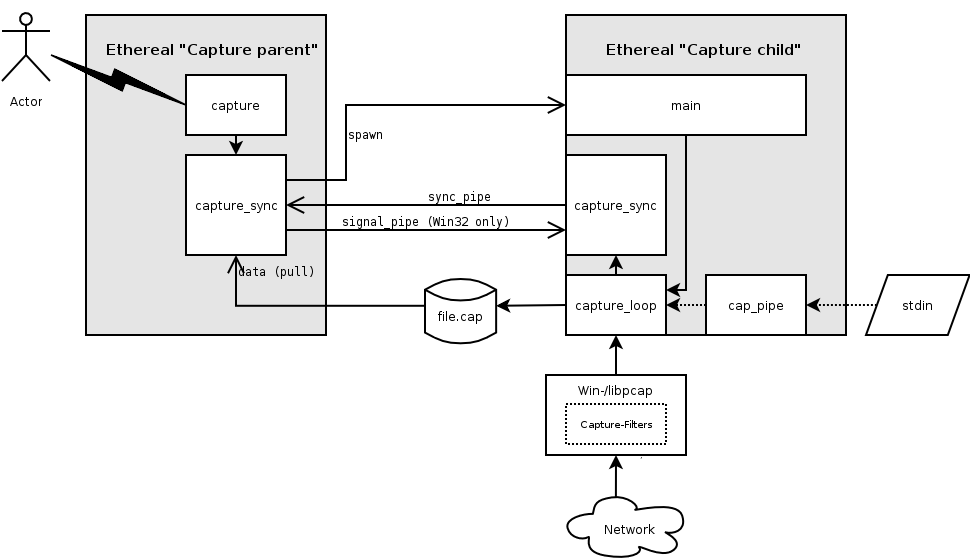 Ethereal "Capture parent"
Ethereal "Capture child"
Actor
capture
main
spawn
capture_sync
sync_pipe
capture_sync
signal_pipe (Win32 only)
data (pull)
file.cap
capture_loop
cap_pipe
stdin
Win-/libpcap
Capture-Filters
Network